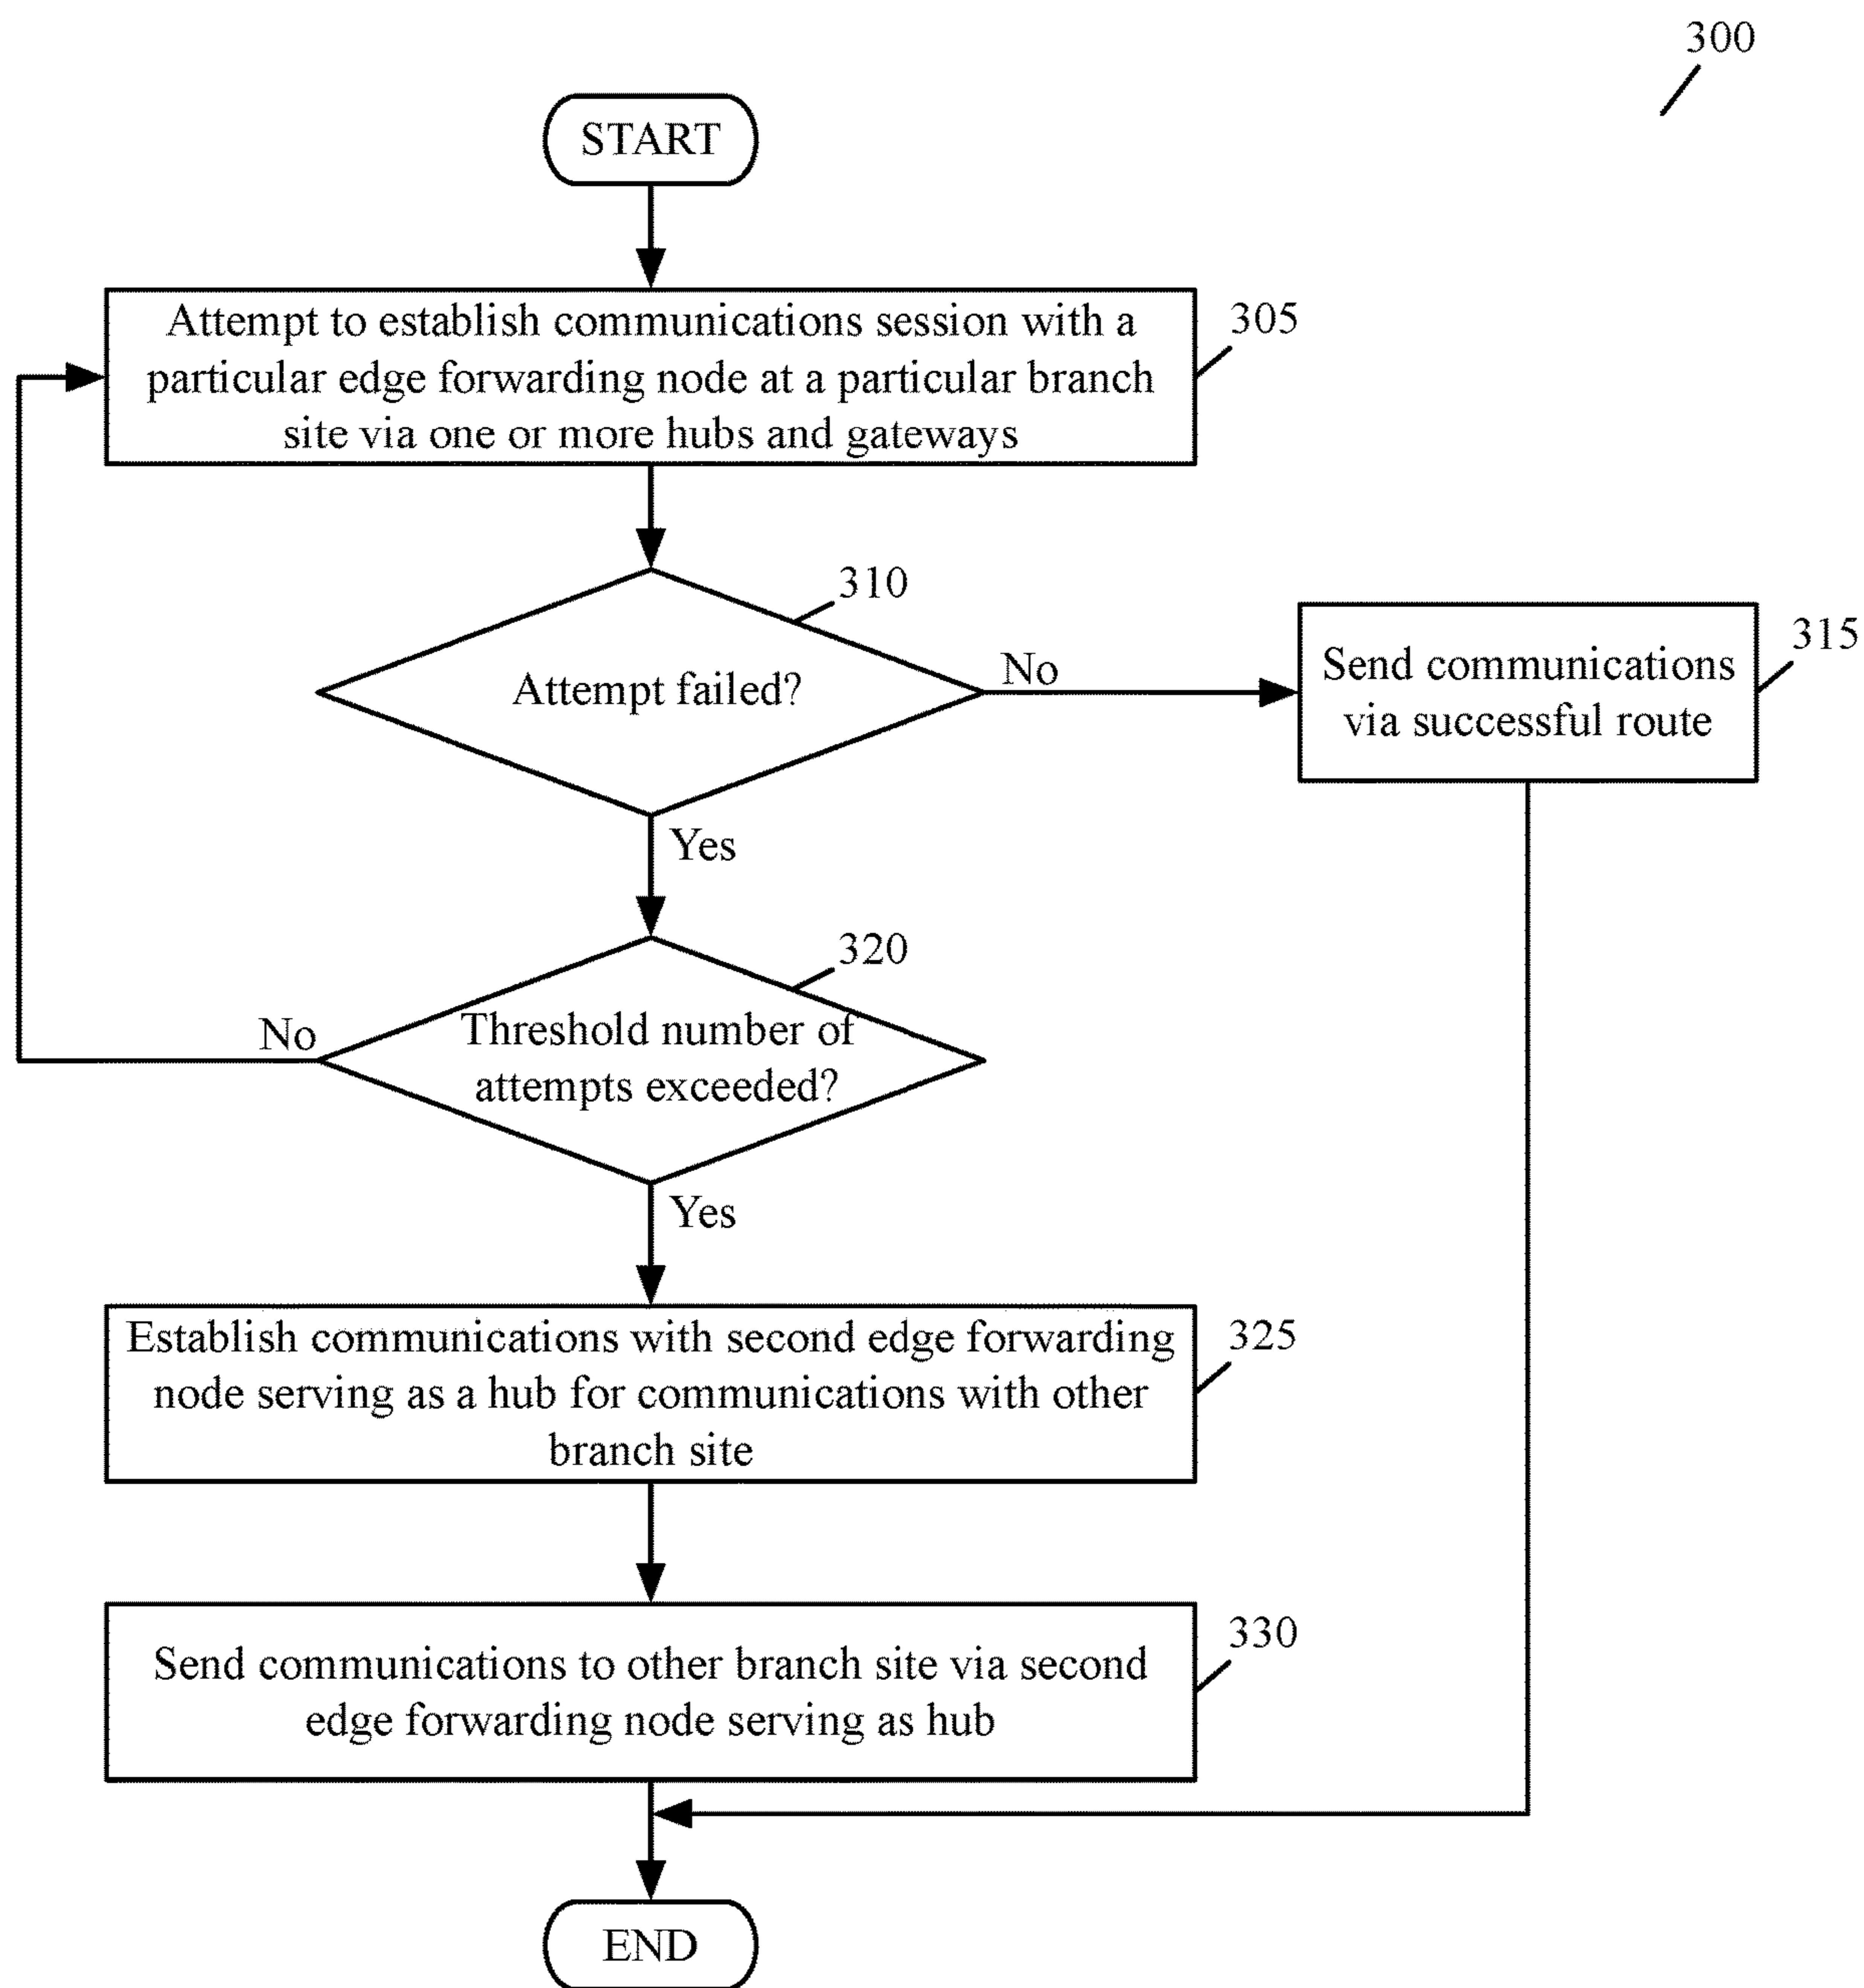 300
START
Attempt to establish communications session with a
particular edge forwarding node at a particular branch
site via one or more hubs and gateways
305
310
Attempt failed?
No
Send communications
via successful route
315
Yes
320
Threshold number of
attempts exceeded?
No
Yes
Establish communications with second edge forwarding
node serving as a hub for communications with other
branch site
325
Send communications to other branch site via second
edge forwarding node serving as hub
330
END